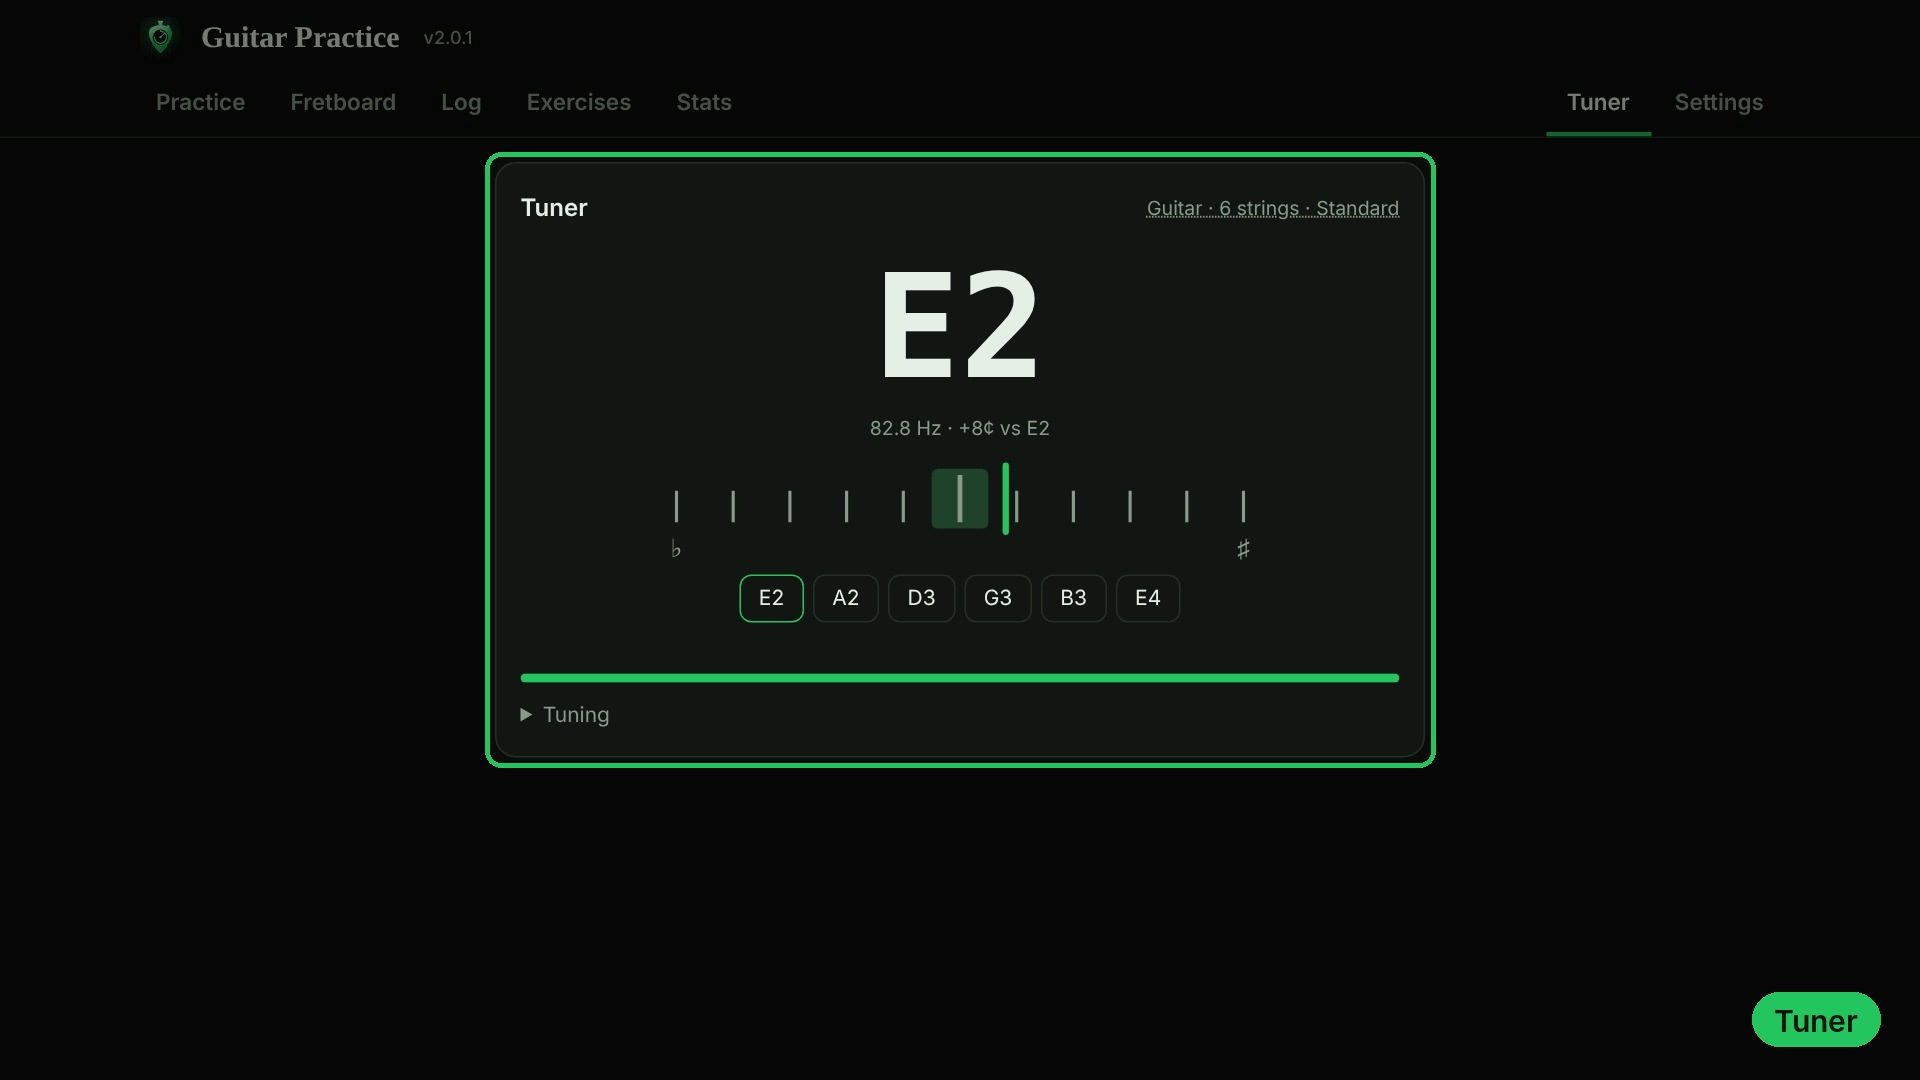 Guitar Practice v2.0.1
Practice Fretboard Log Exercises Stats Tuner Settings
Tuner Guitar · 6 strings · Standard
E2
82.8 Hz · +8¢ vs E2
♭ ♯
E2 A2 D3 G3 B3 E4
▶ Tuning
Tuner